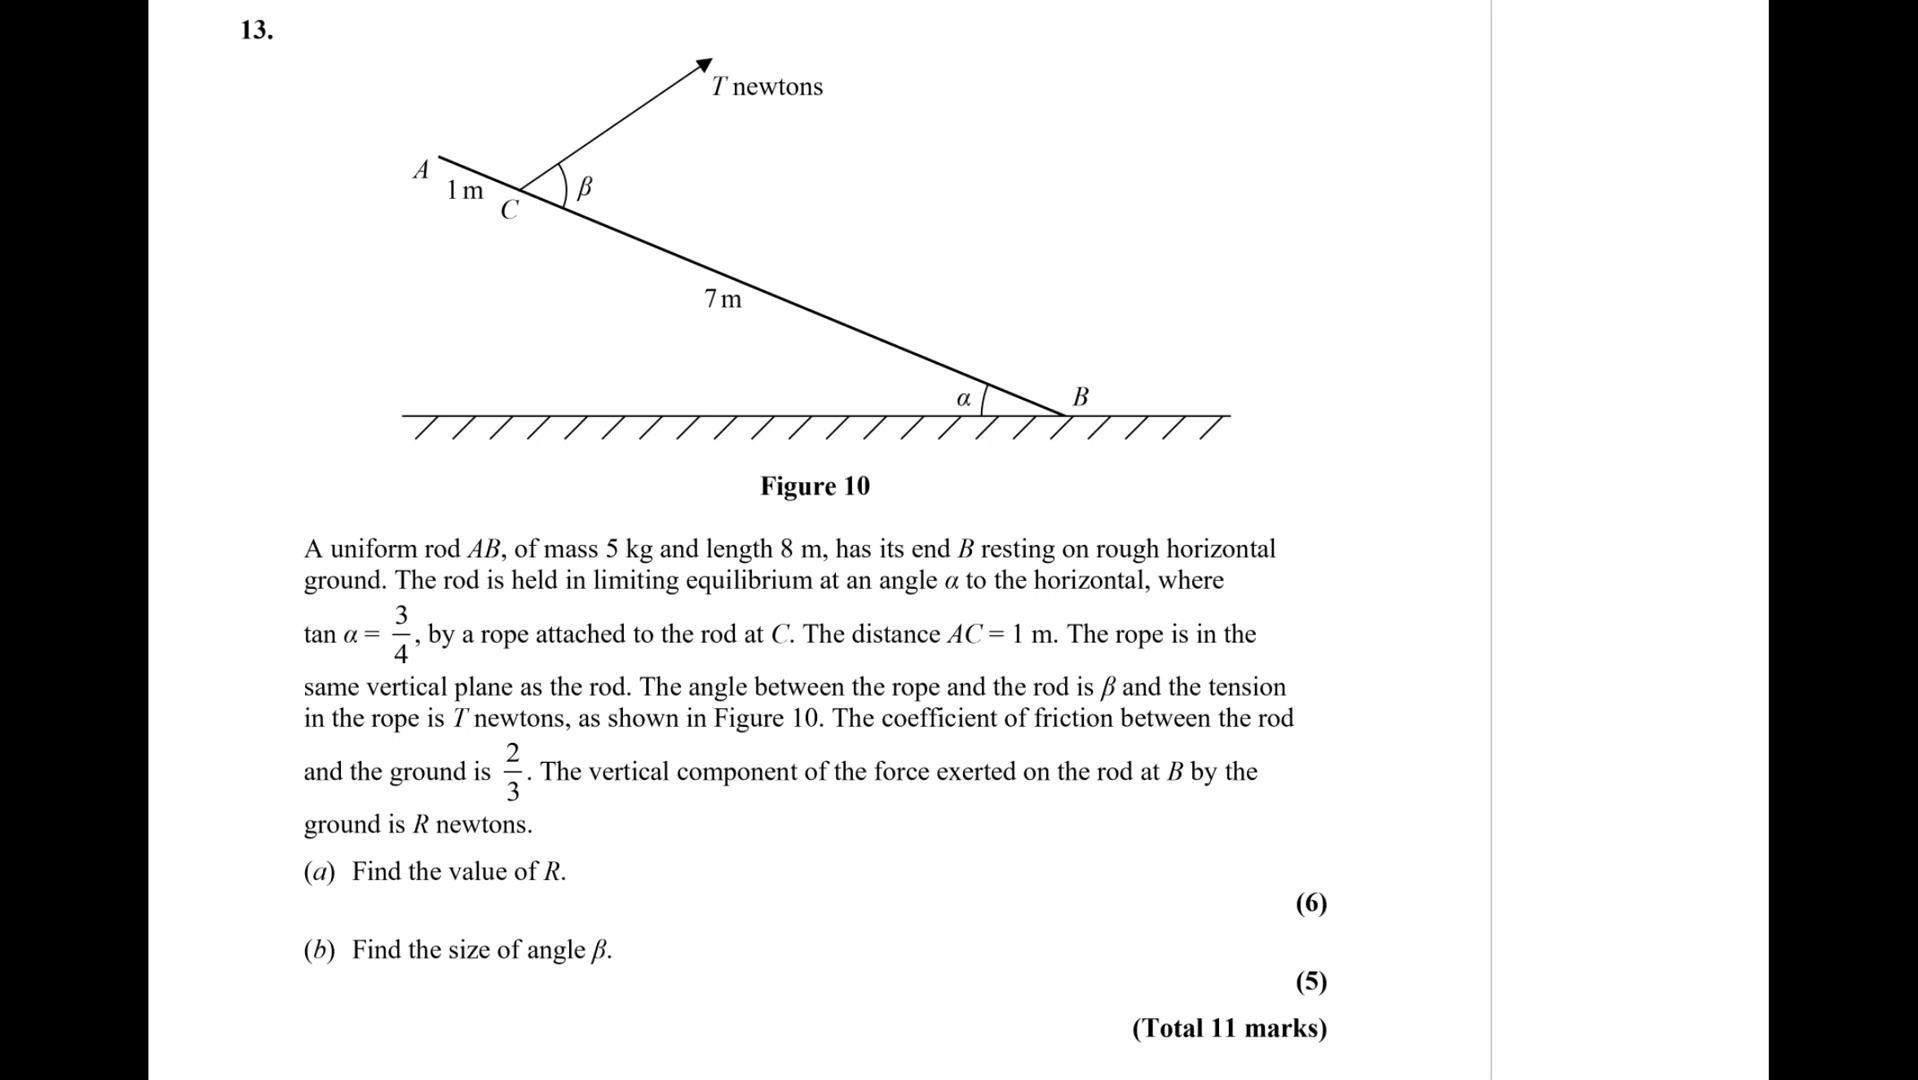 13.
T newtons
A
1 m
C
β
7 m
α
B
Figure 10
A uniform rod AB, of mass 5 kg and length 8 m, has its end B resting on rough horizontal
ground. The rod is held in limiting equilibrium at an angle α to the horizontal, where
tan α = 3/4, by a rope attached to the rod at C. The distance AC = 1 m. The rope is in the
same vertical plane as the rod. The angle between the rope and the rod is β and the tension
in the rope is T newtons, as shown in Figure 10. The coefficient of friction between the rod
and the ground is 2/3. The vertical component of the force exerted on the rod at B by the
ground is R newtons.
(a) Find the value of R.
(6)
(b) Find the size of angle β.
(5)
(Total 11 marks)